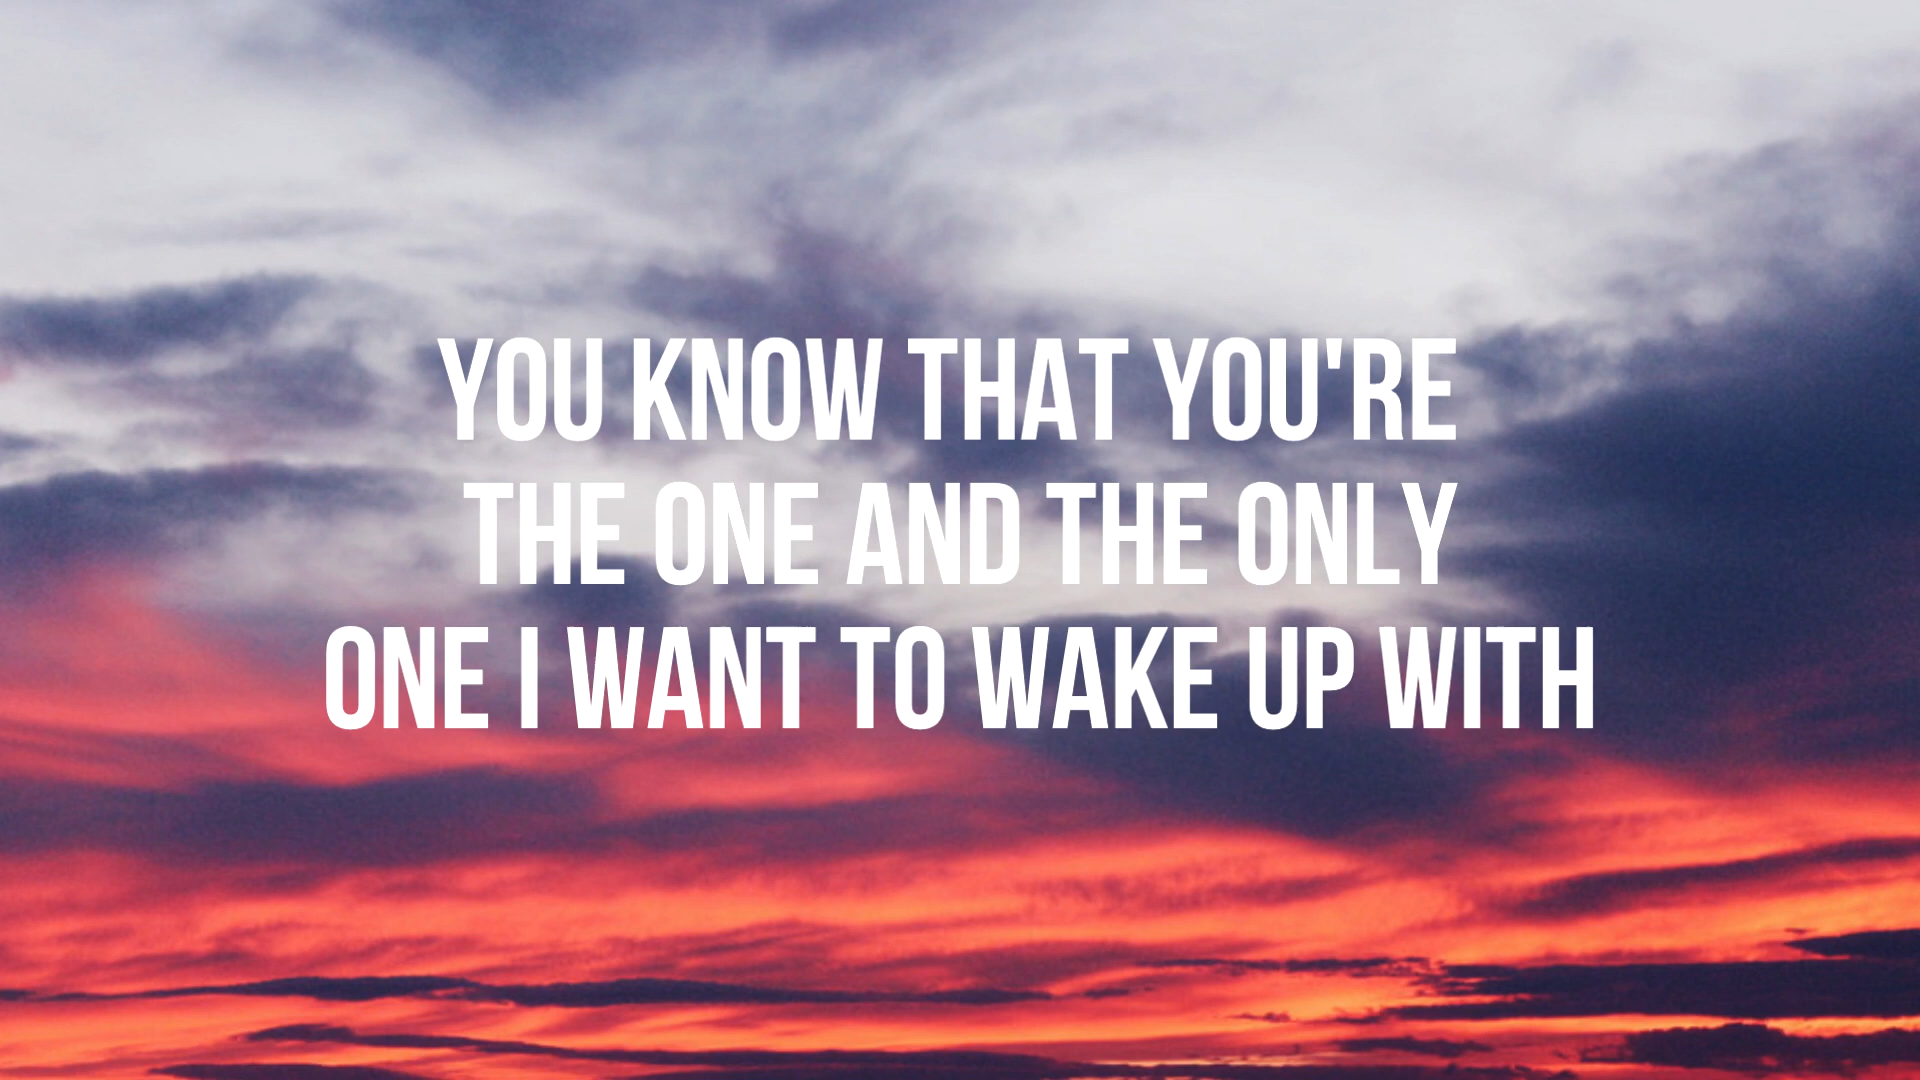 YOU KNOW THAT YOU'RE
THE ONE AND THE ONLY
ONE I WANT TO WAKE UP WITH